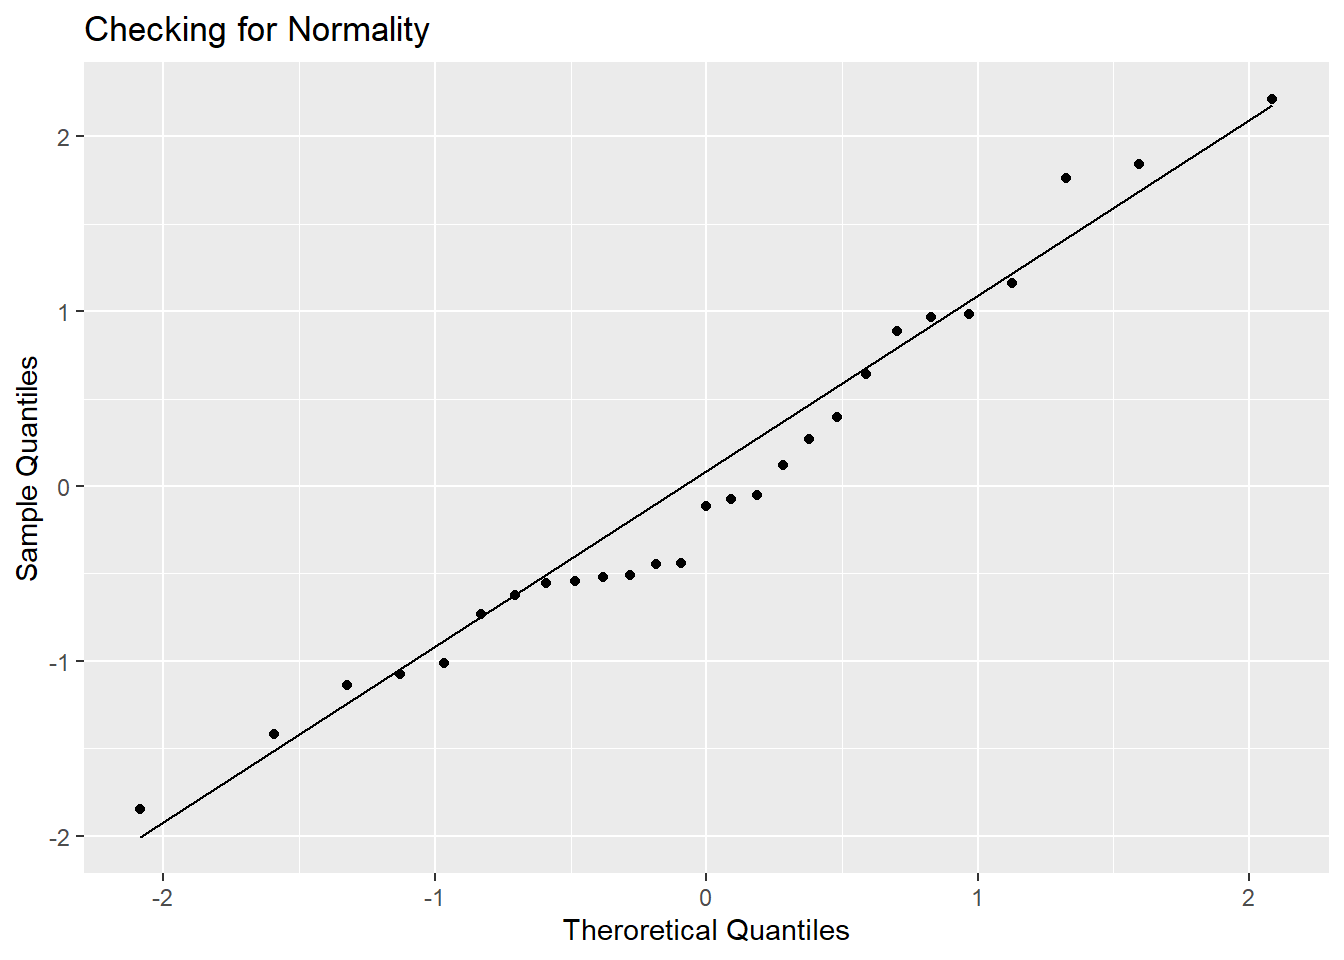 Checking for Normality
2
1
0
-1
-2
Sample Quantiles
-2 -1 0 1 2
Theroretical Quantiles